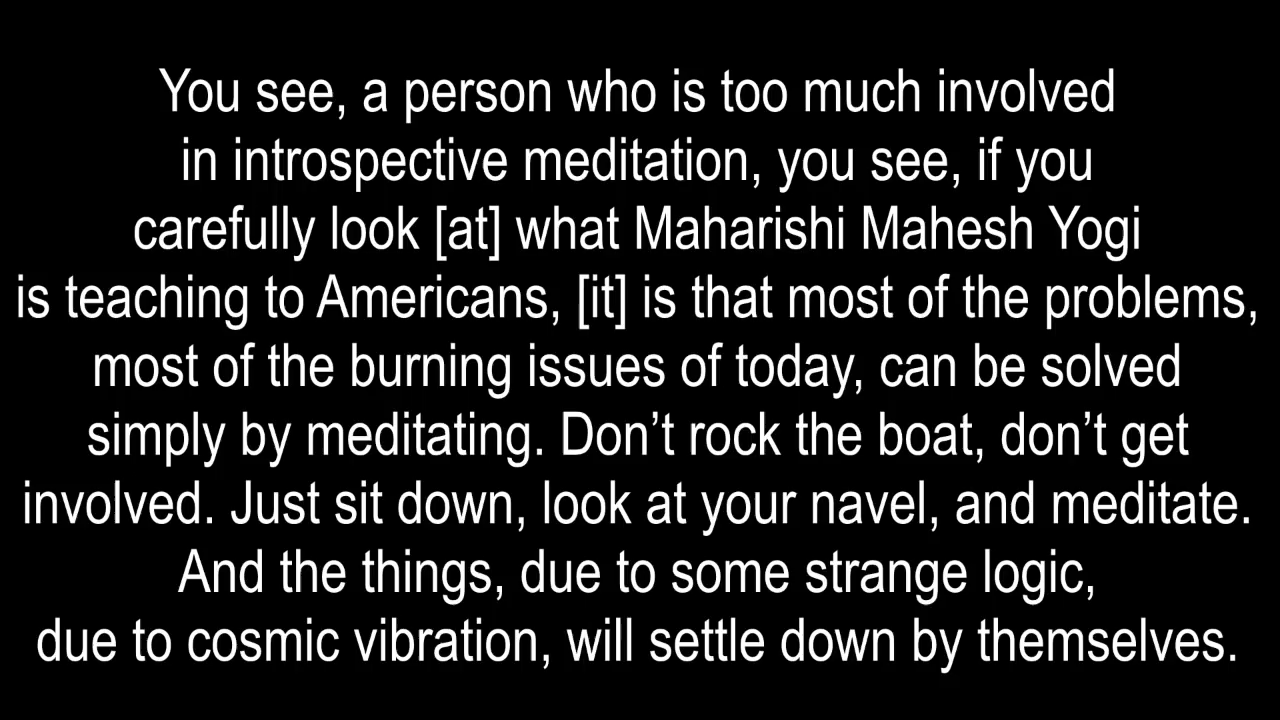 You see, a person who is too much involved
in introspective meditation, you see, if you
carefully look [at] what Maharishi Mahesh Yogi
is teaching to Americans, [it] is that most of the problems,
most of the burning issues of today, can be solved
simply by meditating. Don’t rock the boat, don’t get
involved. Just sit down, look at your navel, and meditate.
And the things, due to some strange logic,
due to cosmic vibration, will settle down by themselves.